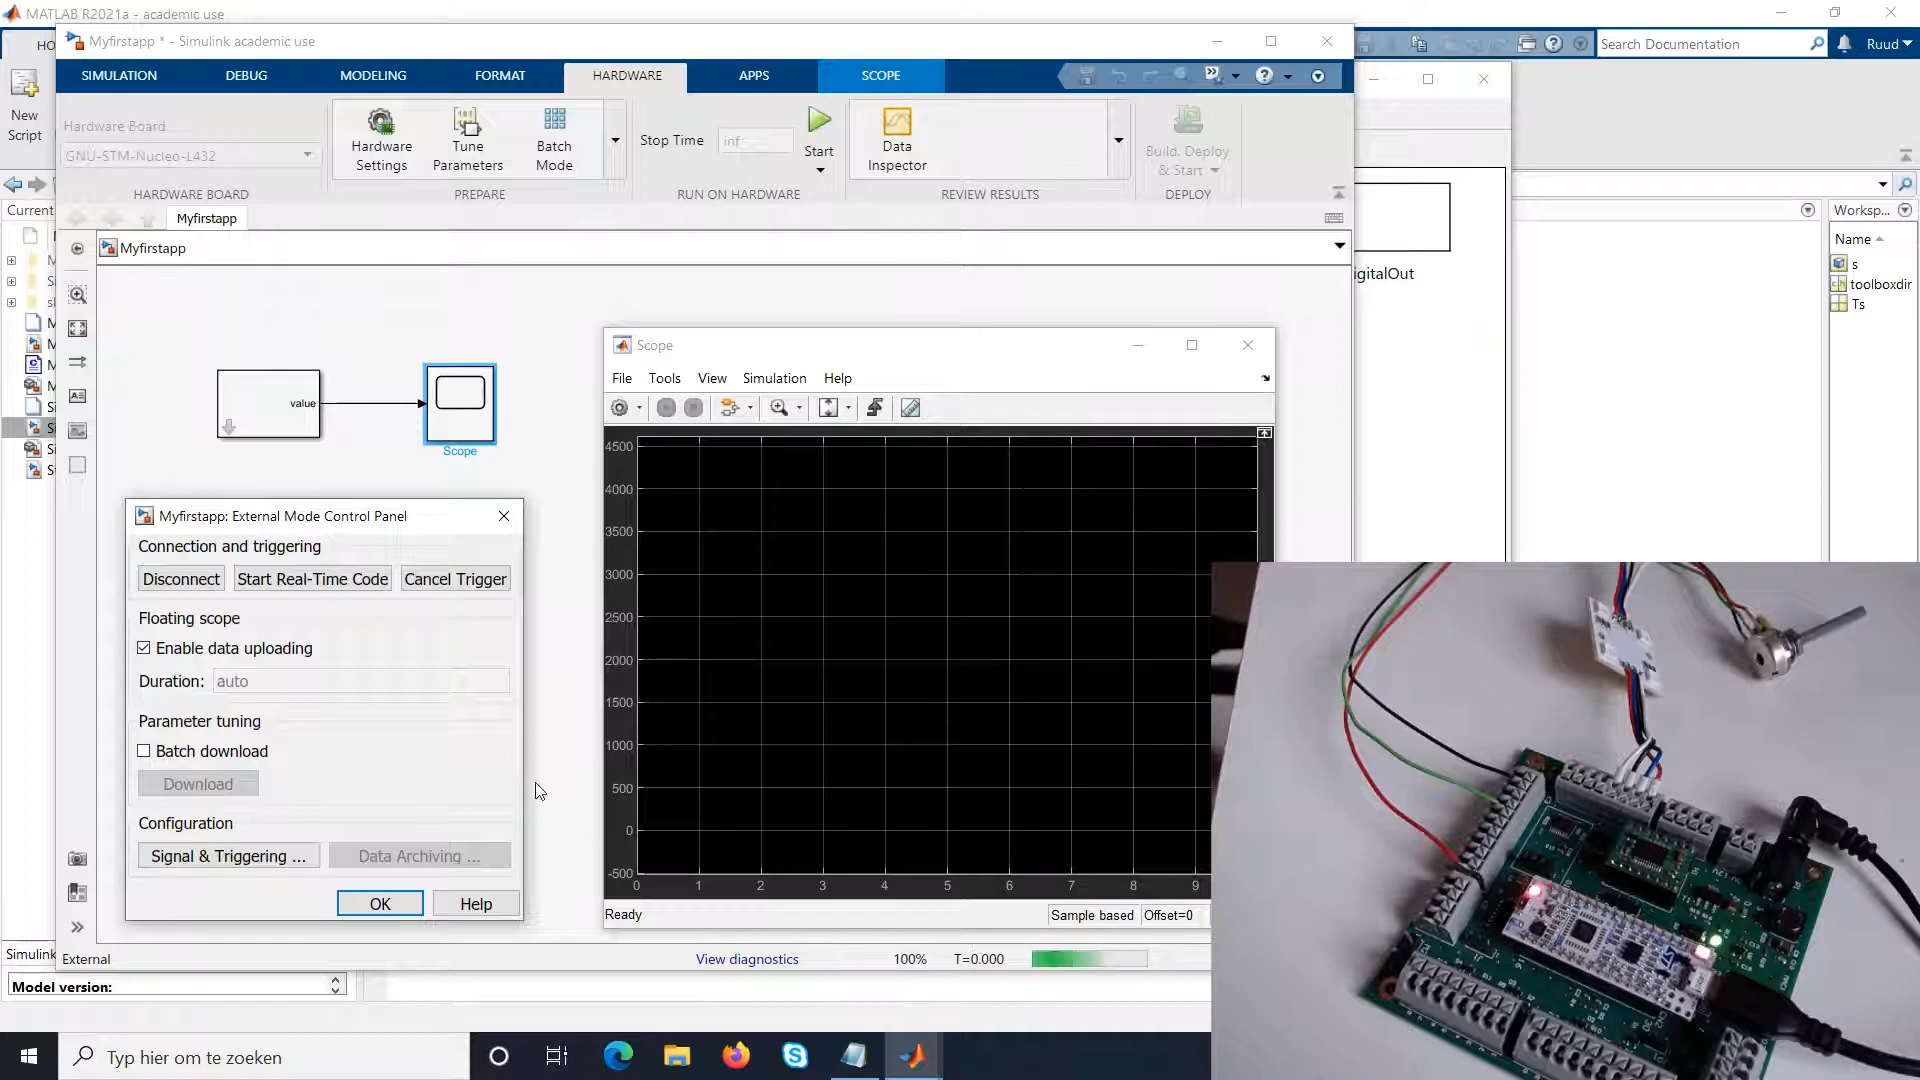 MATLAB R2021a - academic use
Myfirstapp * - Simulink academic use
HO
SIMULATION
DEBUG
MODELING
FORMAT
HARDWARE
APPS
SCOPE
Search Documentation
Ruud
New
Script
Hardware Board
GNU-STM-Nucleo-L432
HARDWARE BOARD
Hardware
Settings
Tune
Parameters
Batch
Mode
PREPARE
Stop Time
inf
Start
RUN ON HARDWARE
Data
Inspector
REVIEW RESULTS
Build, Deploy
& Start
DEPLOY
Current
Myfirstapp
Myfirstapp
igitalOut
Worksp...
Name
s
toolboxdir
Ts
value
Scope
Scope
File
Tools
View
Simulation
Help
4500
4000
3500
3000
2500
2000
1500
1000
500
0
-500
0
1
2
3
4
5
6
7
8
9
Ready
Sample based
Offset=0
Myfirstapp: External Mode Control Panel
Connection and triggering
Disconnect
Start Real-Time Code
Cancel Trigger
Floating scope
Enable data uploading
Duration:
auto
Parameter tuning
Batch download
Download
Configuration
Signal & Triggering ...
Data Archiving ...
OK
Help
Simulink
External
View diagnostics
100%
T=0.000
Model version:
Typ hier om te zoeken